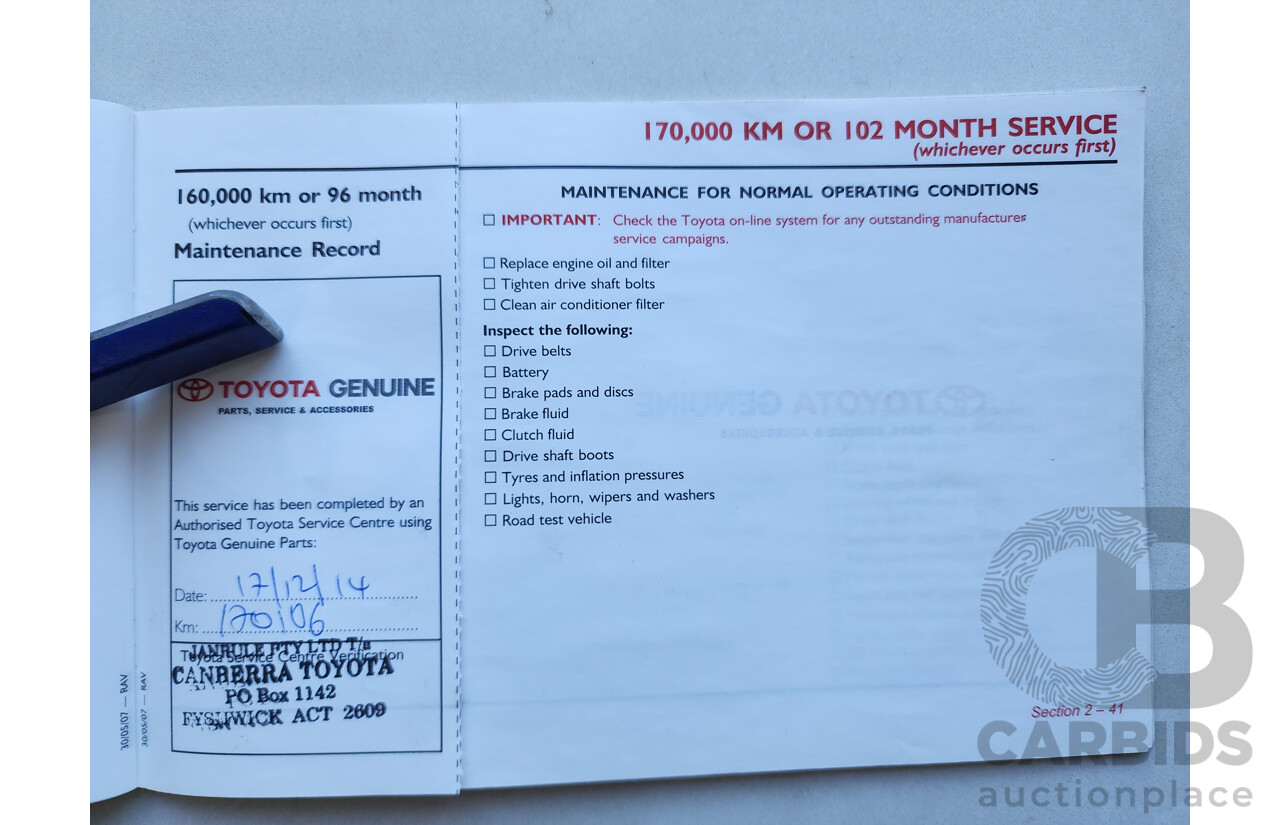 160,000 km or 96 month
(whichever occurs first)
Maintenance Record
TOYOTA GENUINE
PARTS, SERVICE & ACCESSORIES
This service has been completed by an
Authorised Toyota Service Centre using
Toyota Genuine Parts:
Date: 17/12/14
Km:
Toyota Service Centre Verification
JANRULE PTY LTD T/a
CANBERRA TOYOTA
PO Box 1142
FYSHWICK ACT 2609
30/05/07 — RAV
30/05/07 — RAV
170,000 KM OR 102 MONTH SERVICE
(whichever occurs first)
MAINTENANCE FOR NORMAL OPERATING CONDITIONS
IMPORTANT: Check the Toyota on-line system for any outstanding manufactures
service campaigns.
Replace engine oil and filter
Tighten drive shaft bolts
Clean air conditioner filter
Inspect the following:
Drive belts
Battery
Brake pads and discs
Brake fluid
Clutch fluid
Drive shaft boots
Tyres and inflation pressures
Lights, horn, wipers and washers
Road test vehicle
Section 2 – 41
CARBIDS
auctionplace